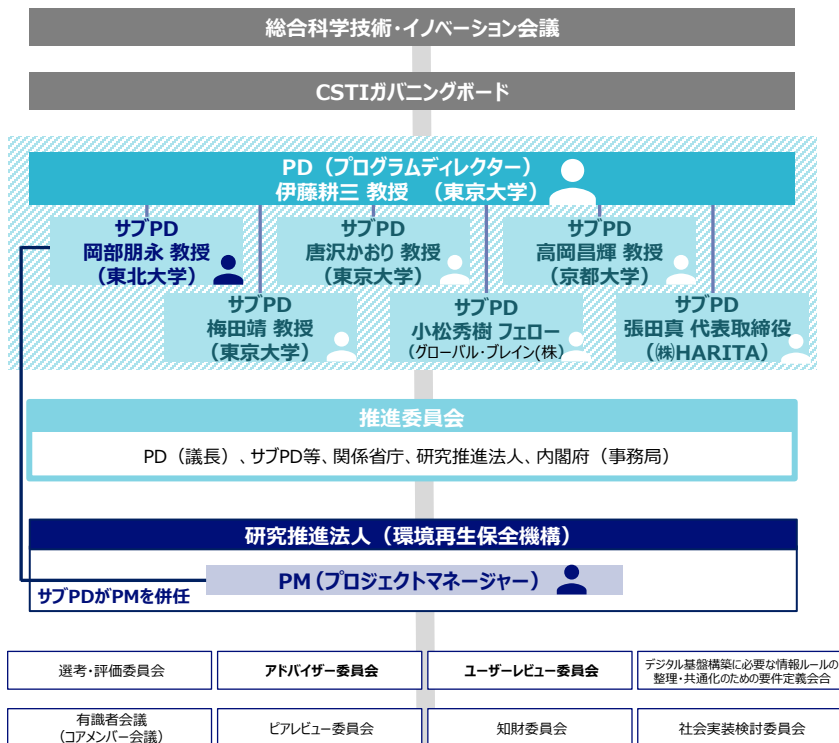 総合科学技術・イノベーション会議
CSTIガバニングボード
PD（プログラムディレクター）
伊藤耕三 教授 （東京大学）
サブPD
岡部朋永 教授
（東北大学）
サブPD
唐沢かおり 教授
（東京大学）
サブPD
高岡昌輝 教授
（京都大学）
サブPD
梅田靖 教授
（東京大学）
サブPD
小松秀樹 フェロー
（グローバル・ブレイン(株）
サブPD
張田真 代表取締役
（㈱HARITA）
推進委員会
PD（議長）、サブPD等、関係省庁、研究推進法人、内閣府（事務局）
研究推進法人（環境再生保全機構）
PM（プロジェクトマネージャー）
サブPDがPMを併任
選考・評価委員会
アドバイザー委員会
ユーザーレビュー委員会
デジタル基盤構築に必要な情報ルールの
整理・共通化のための要件定義会合
有識者会議
（コアメンバー会議）
ピアレビュー委員会
知財委員会
社会実装検討委員会